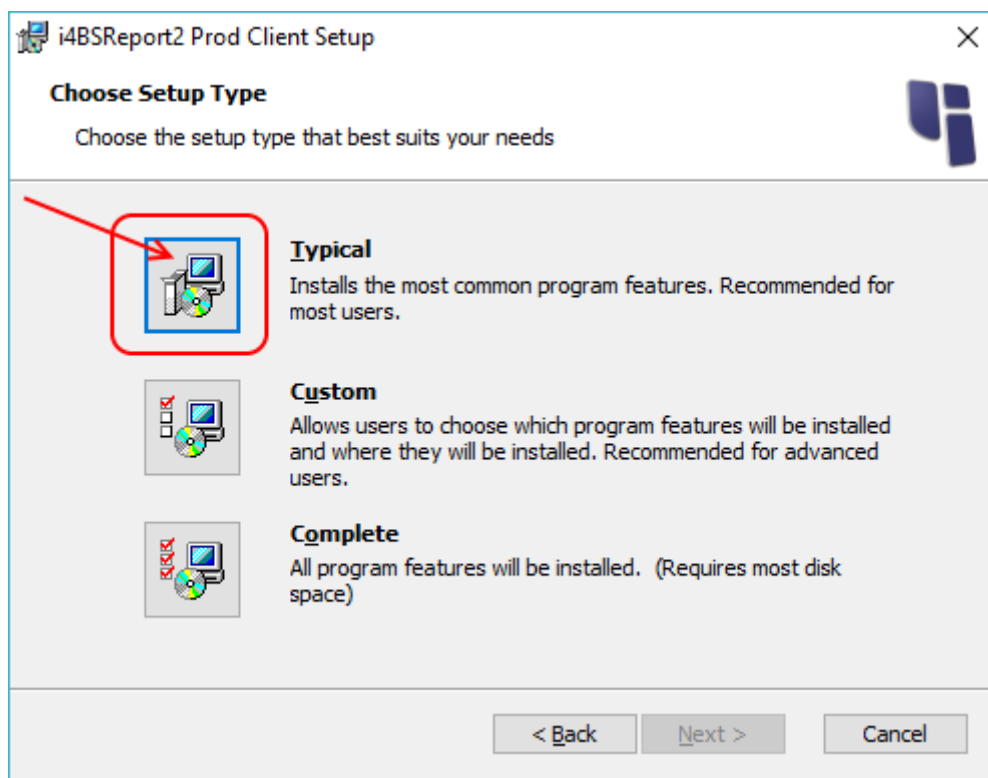 i4BSReport2 Prod Client Setup
Choose Setup Type
Choose the setup type that best suits your needs
Typical
Installs the most common program features. Recommended for
most users.
Custom
Allows users to choose which program features will be installed
and where they will be installed. Recommended for advanced
users.
Complete
All program features will be installed.  (Requires most disk
space)
< Back
Next >
Cancel